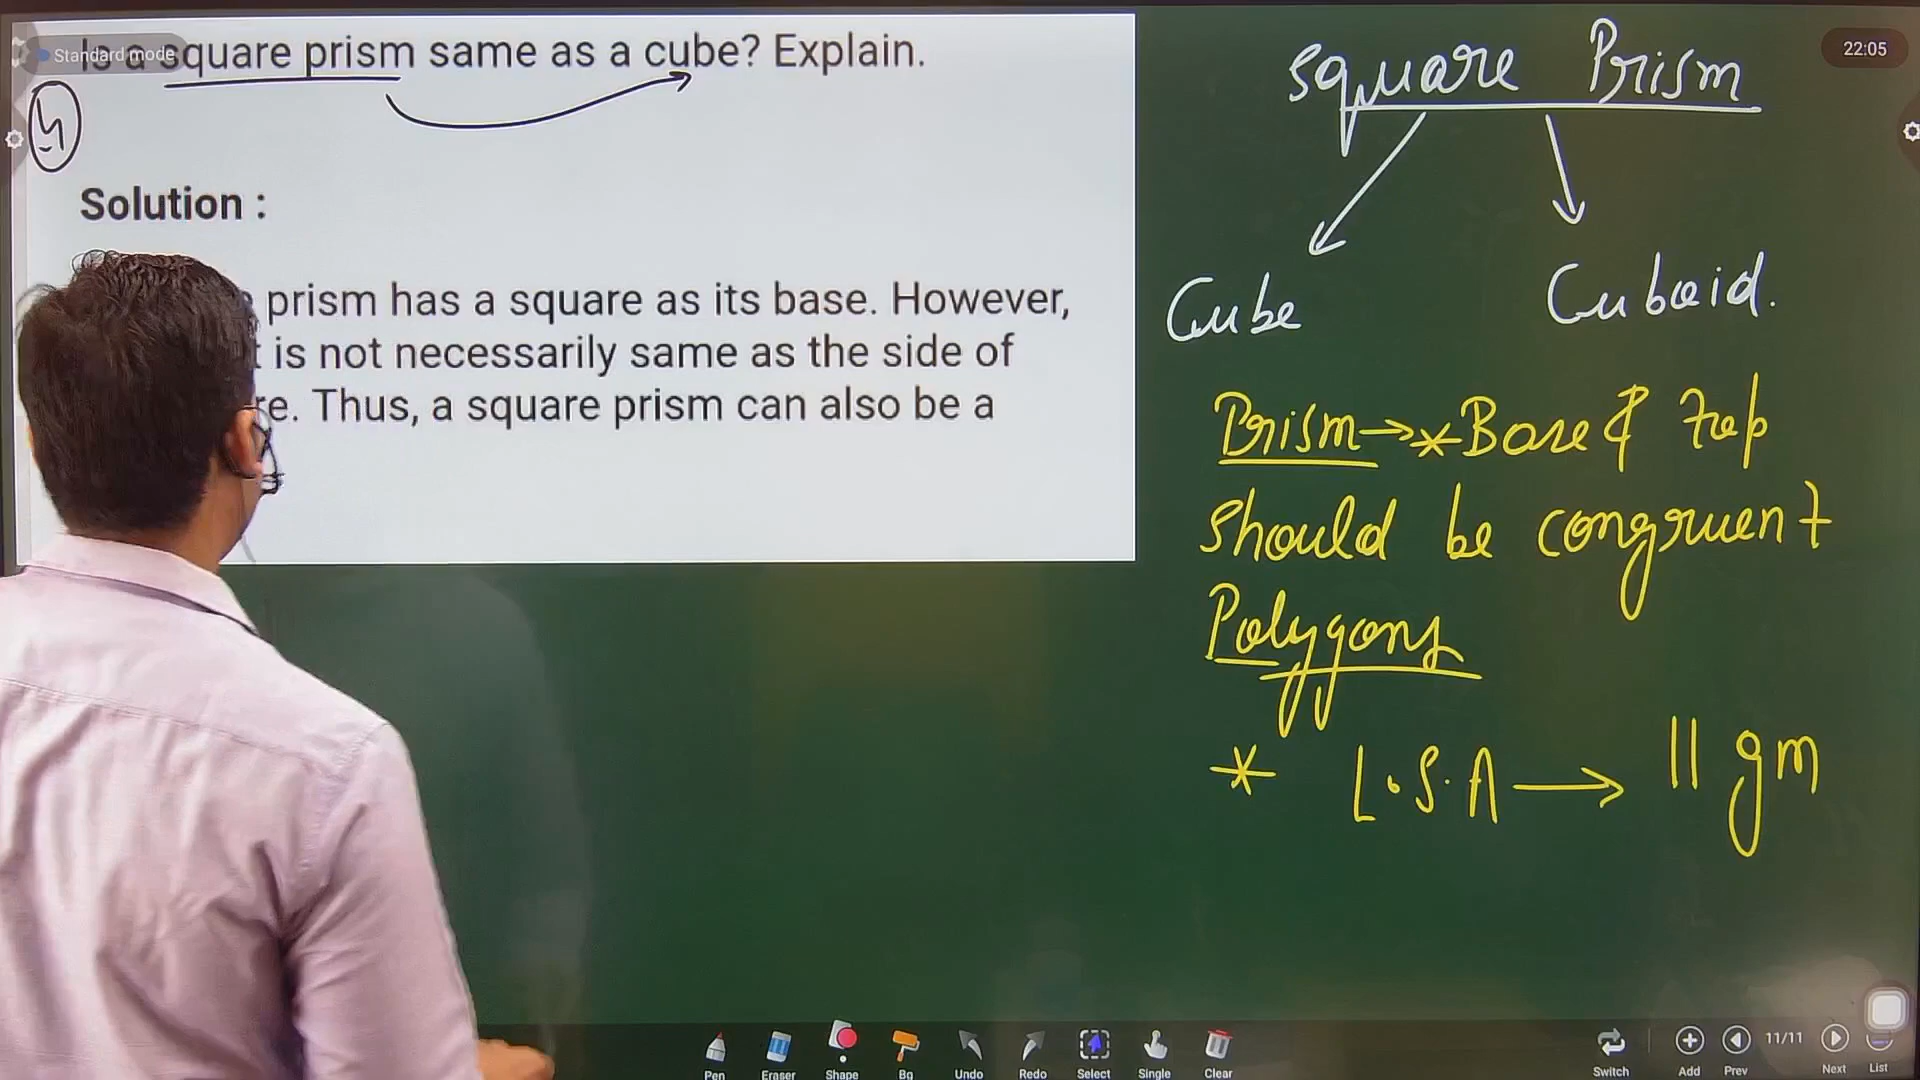 Is a square prism same as a cube? Explain.
Standard mode
Solution :
prism has a square as its base. However,
is not necessarily same as the side of
Thus, a square prism can also be a
square Prism
22:05
Cube
Cuboid.
Prism→*Base & top
should be congruent
Polygons
* L.S.A → || gm
Pen Eraser Shape Bg Undo Redo Select Single Clear
Switch Add Prev 11/11 Next List